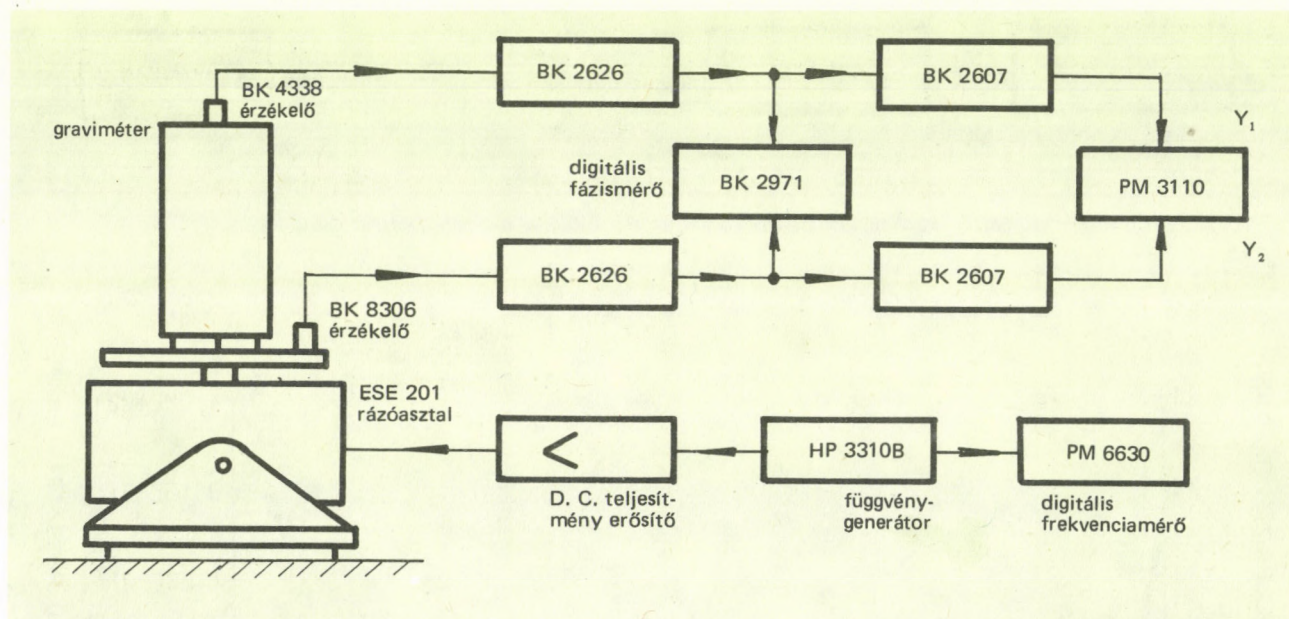 BK 4338
érzékelő
graviméter
BK 2626
BK 2607
Y₁
digitális
fázismérő
BK 2971
PM 3110
BK 2626
BK 2607
Y₂
BK 8306
érzékelő
ESE 201
rázóasztal
<
HP 3310B
PM 6630
D. C. teljesít-
mény erősítő
függvény-
generátor
digitális
frekvenciamérő